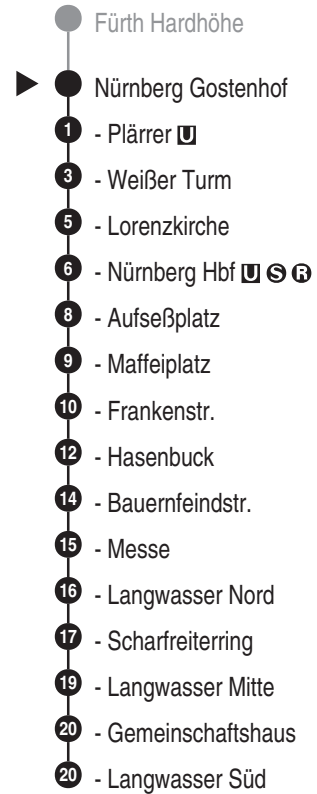 Fürth Hardhöhe
Nürnberg Gostenhof
1 - Plärrer U
3 - Weißer Turm
5 - Lorenzkirche
6 - Nürnberg Hbf U S R
8 - Aufseßplatz
9 - Maffeiplatz
10 - Frankenstr.
12 - Hasenbuck
14 - Bauernfeindstr.
15 - Messe
16 - Langwasser Nord
17 - Scharfreiterring
19 - Langwasser Mitte
20 - Gemeinschaftshaus
20 - Langwasser Süd